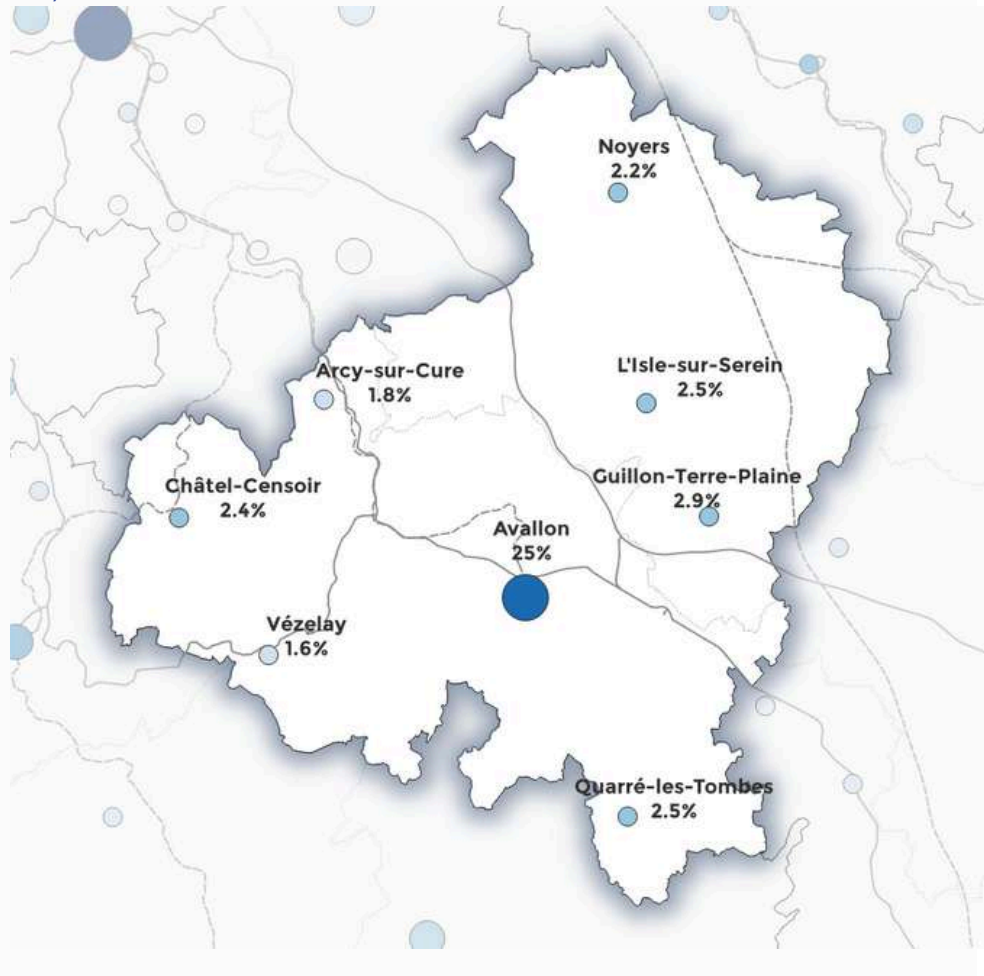 Noyers
2.2%
Arcy-sur-Cure
1.8%
L'Isle-sur-Serein
2.5%
Châtel-Censoir
2.4%
Guillon-Terre-Plaine
2.9%
Avallon
25%
Vézelay
1.6%
Quarré-les-Tombes
2.5%